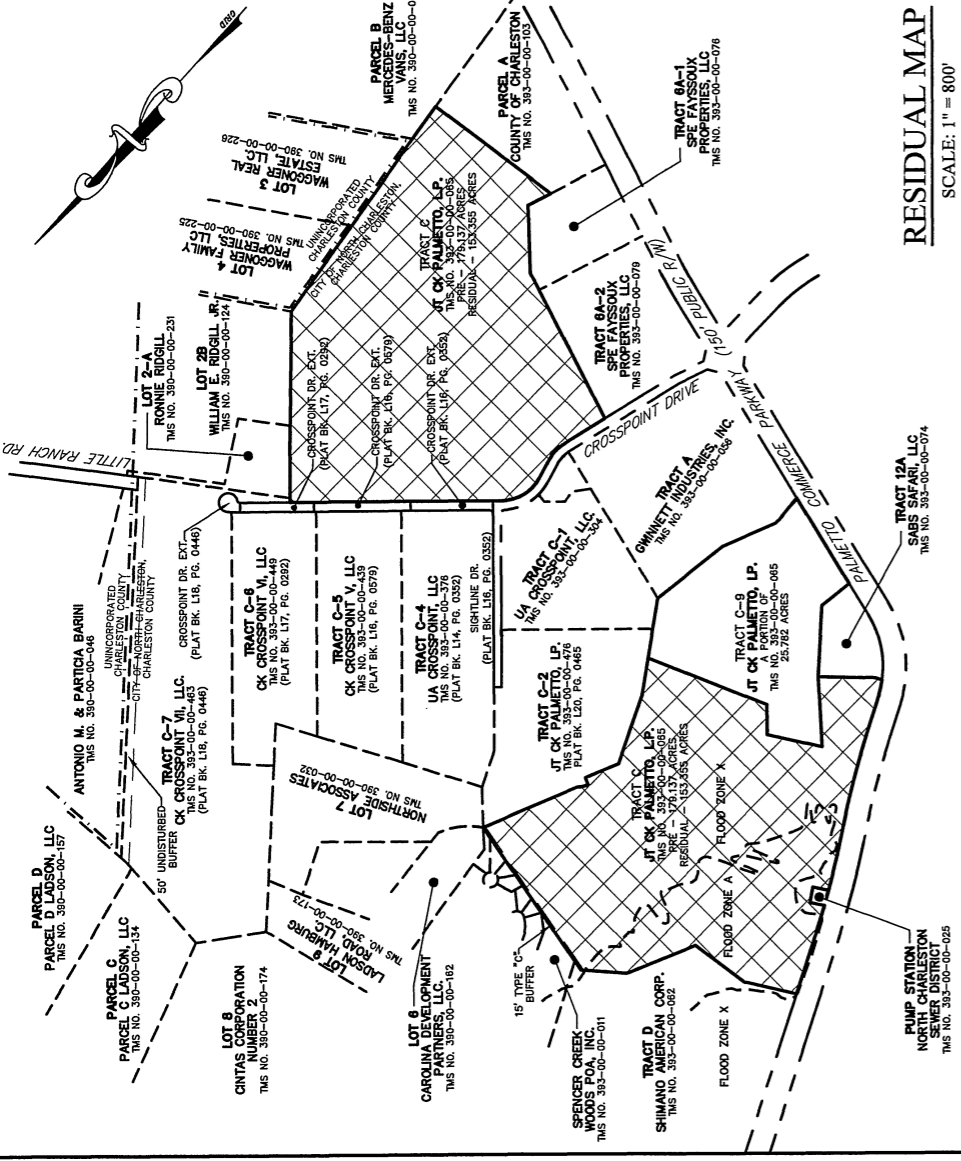 GRID
PARCEL B
MERCEDES-BENZ
VANS, LLC
TMS NO. 390-00-00-0
PARCEL A
COUNTY OF CHARLESTON
TMS NO. 393-00-00-103
LOT 3
WAGGONER REAL
ESTATE, LLC.
TMS NO. 390-00-00-226
LOT 4
WAGGONER FAMILY
PROPERTIES, LLC
TMS NO. 390-00-00-225
UNINCORPORATED
CHARLESTON COUNTY
CITY OF NORTH CHARLESTON,
CHARLESTON COUNTY
TRACT 6A-1
SPE FAYSSOUX
PROPERTIES, LLC
TMS NO. 393-00-00-076
TRACT C
JT CK PALMETTO, L.P.
TMS NO. 393-00-00-065
PRE - 179.137 ACRES
RESIDUAL - 153.355 ACRES
TRACT 6A-2
SPE FAYSSOUX
PROPERTIES, LLC
TMS NO. 393-00-00-079
LOT 2-A
RONNIE RIDGILL
TMS NO. 390-00-00-231
LOT 2B
WILLIAM E. RIDGILL JR.
TMS NO. 390-00-00-124
LITTLE RANCH RD.
CROSSPOINT DR. EXT.
(PLAT BK. L17, PG. 0292)
CROSSPOINT DR. EXT.
(PLAT BK. L16, PG. 0579)
CROSSPOINT DR. EXT.
(PLAT BK. L16, PG. 0352)
CROSSPOINT DRIVE
PALMETTO COMMERCE PARKWAY (150' PUBLIC R/W)
ANTONIO M. & PARTICIA BARINI
TMS NO. 390-00-00-046
UNINCORPORATED
CHARLESTON COUNTY
CITY OF NORTH CHARLESTON,
CHARLESTON COUNTY
CROSSPOINT DR. EXT.
(PLAT BK. L18, PG. 0446)
TRACT C-7
CK CROSSPOINT VII, LLC.
TMS NO. 393-00-00-463
(PLAT BK. L18, PG. 0446)
50' UNDISTURBED
BUFFER
TRACT C-6
CK CROSSPOINT VI, LLC
TMS NO. 393-00-00-449
(PLAT BK. L17, PG. 0292)
TRACT C-5
CK CROSSPOINT V, LLC
TMS NO. 393-00-00-439
(PLAT BK. L16, PG. 0579)
TRACT C-4
UA CROSSPOINT, LLC
TMS NO. 393-00-00-378
(PLAT BK. L14, PG. 0352)
SIGHTLINE DR.
(PLAT BK. L16, PG. 0352)
TRACT C-1
UA CROSSPOINT, LLC.
TMS NO. 393-00-00-304
TRACT A
GWINNETT INDUSTRIES, INC.
TMS NO. 393-00-00-056
TRACT C-2
JT CK PALMETTO, LP.
TMS NO. 393-00-00-476
PLAT BK. L20, PG. 0465
TRACT C-9
JT CK PALMETTO, LP.
A PORTION OF
TMS NO. 393-00-00-065
25.782 ACRES
TRACT 12A
SABS SAFARI, LLC
TMS NO. 393-00-00-074
PARCEL D
PARCEL D LADSON, LLC
TMS NO. 390-00-00-157
PARCEL C
PARCEL C LADSON, LLC
TMS NO. 390-00-00-134
LOT 7
NORTHSIDE ASSOCIATES
TMS NO. 390-00-00-032
LOT 8
CINTAS CORPORATION
NUMBER 2
TMS NO. 390-00-00-174
LOT 9
LADSON HAMBURG
ROAD, LLC.
TMS NO. 390-00-00-173
LOT 6
CAROLINA DEVELOPMENT
PARTNERS, LLC.
TMS NO. 390-00-00-162
15' TYPE "C"
BUFFER
SPENCER CREEK
WOODS POA, INC.
TMS NO. 393-00-00-011
TRACT D
SHIMANO AMERICAN CORP.
TMS NO. 393-00-00-062
FLOOD ZONE X
FLOOD ZONE A
FLOOD ZONE X
TRACT C
JT CK PALMETTO, L.P.
TMS NO. 393-00-00-065
PRE - 179.137 ACRES
RESIDUAL - 153.355 ACRES
PUMP STATION
NORTH CHARLESTON
SEWER DISTRICT
TMS NO. 393-00-00-025
RESIDUAL MAP
SCALE: 1" = 800'